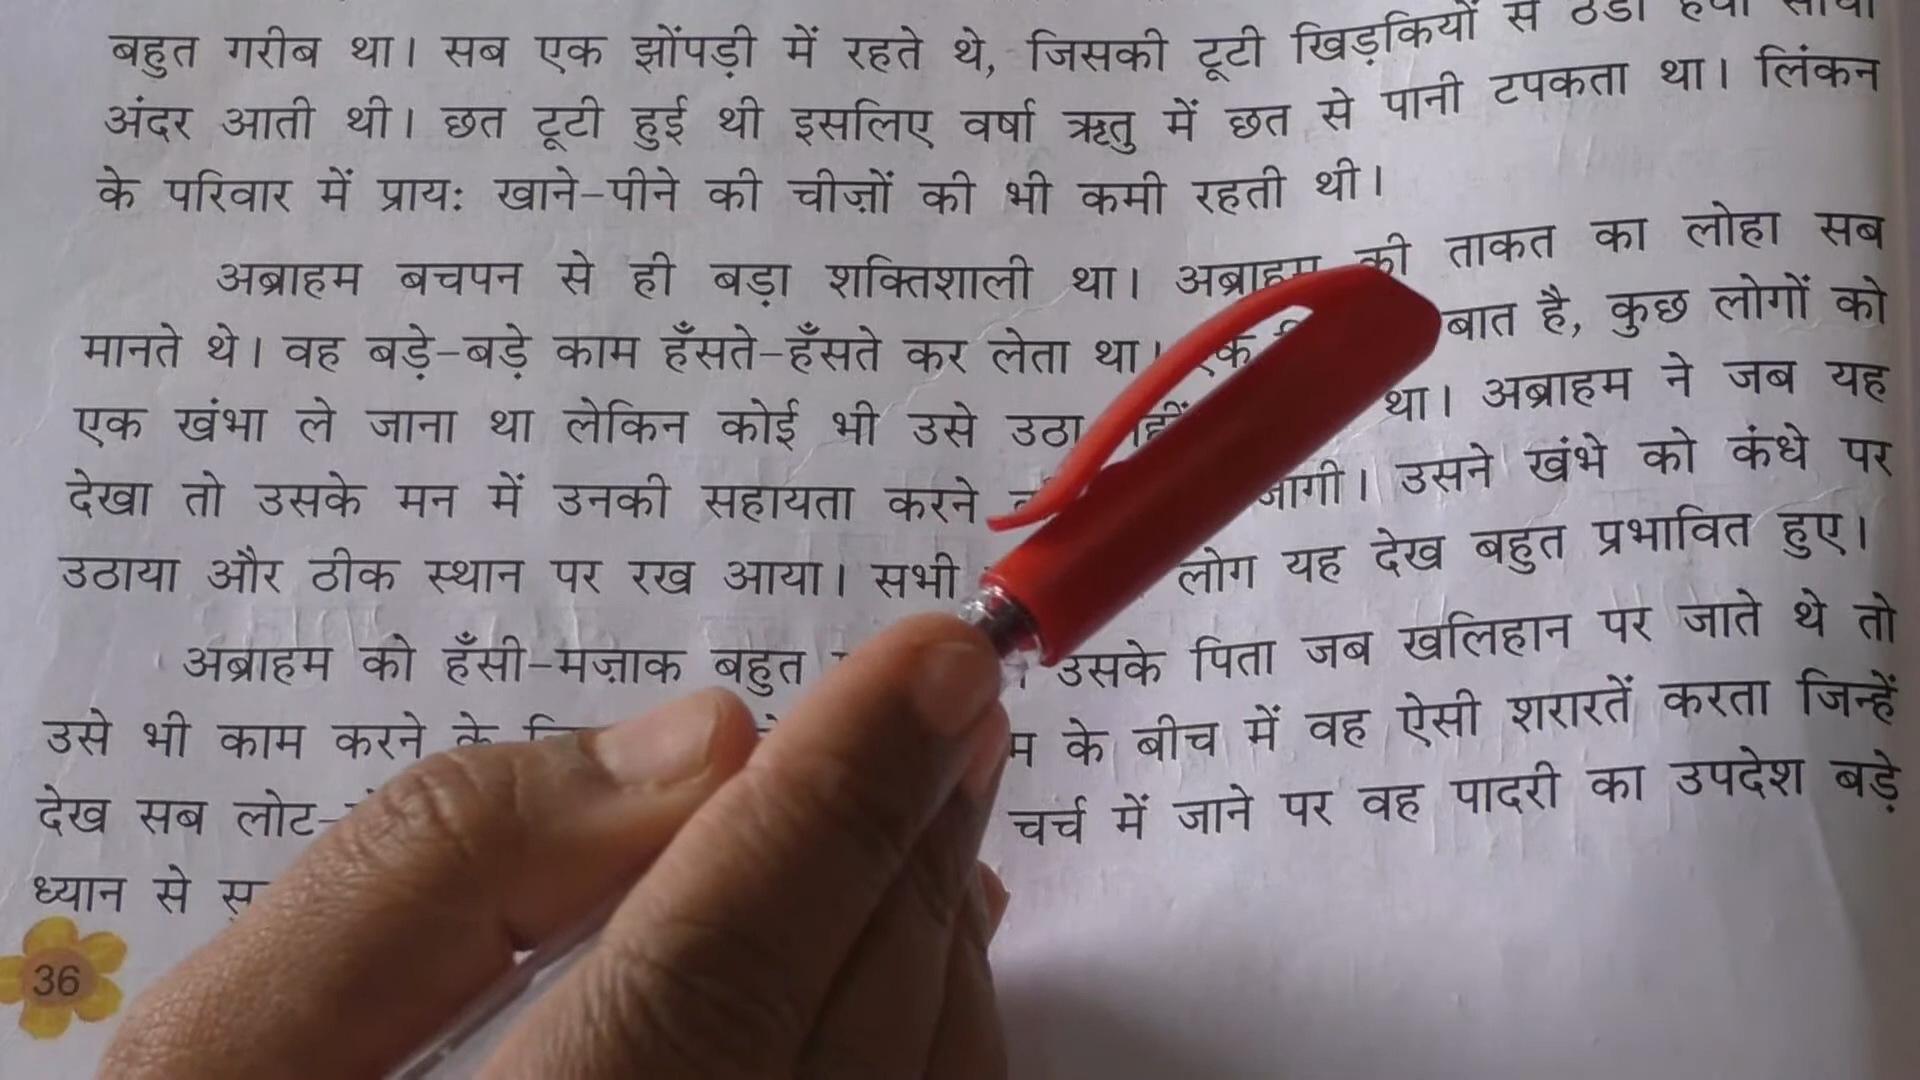 बहुत गरीब था। सब एक झोंपड़ी में रहते थे, जिसकी टूटी खिड़कियों से ठंडी हवा सीधी
अंदर आती थी। छत टूटी हुई थी इसलिए वर्षा ऋतु में छत से पानी टपकता था। लिंकन
के परिवार में प्रायः खाने-पीने की चीज़ों की भी कमी रहती थी।
अब्राहम बचपन से ही बड़ा शक्तिशाली था। अब्राहम की ताकत का लोहा सब
मानते थे। वह बड़े-बड़े काम हँसते-हँसते कर लेता था। एक बात है, कुछ लोगों को
एक खंभा ले जाना था लेकिन कोई भी उसे उठा था। अब्राहम ने जब यह
देखा तो उसके मन में उनकी सहायता करने जागी। उसने खंभे को कंधे पर
उठाया और ठीक स्थान पर रख आया। सभी लोग यह देख बहुत प्रभावित हुए।
अब्राहम को हँसी-मज़ाक बहुत उसके पिता जब खलिहान पर जाते थे तो
उसे भी काम करने के के बीच में वह ऐसी शरारतें करता जिन्हें
देख सब लोट- चर्च में जाने पर वह पादरी का उपदेश बड़े
ध्यान से
36